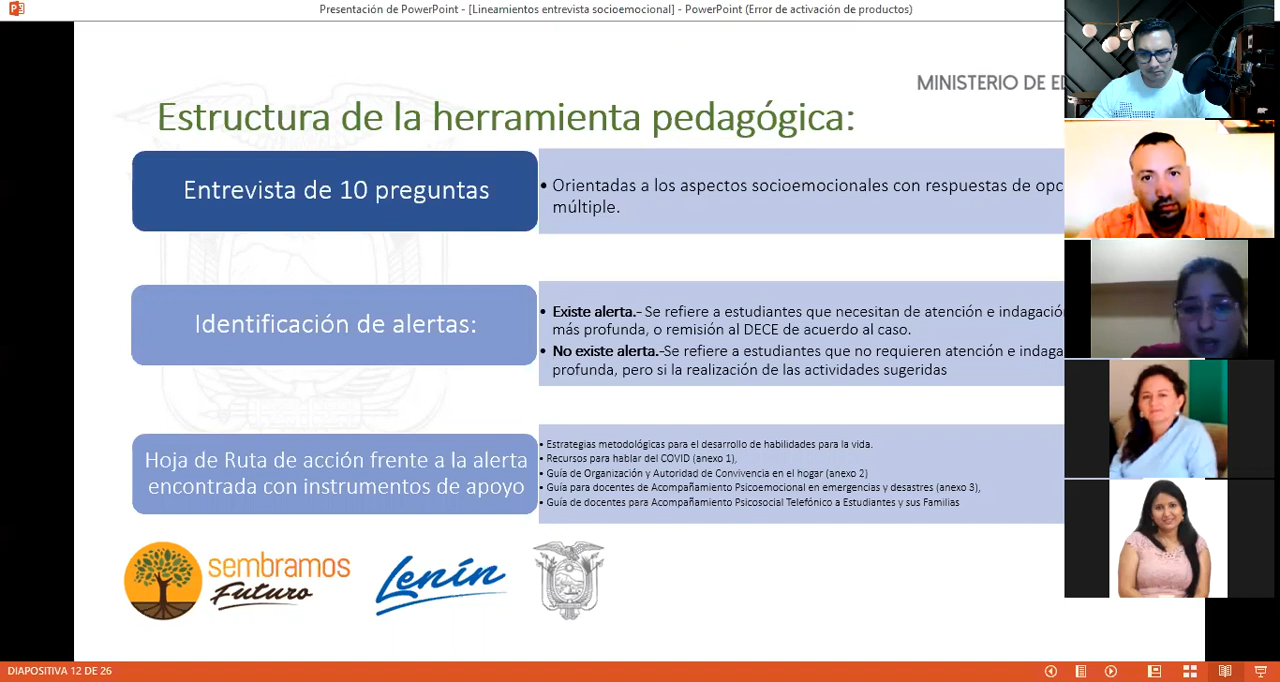 Presentación de PowerPoint - [Lineamientos entrevista socioemocional] - PowerPoint (Error de activación de productos)
MINISTERIO DE
Estructura de la herramienta pedagógica:
Entrevista de 10 preguntas
• Orientadas a los aspectos socioemocionales con respuestas de
múltiple.
Identificación de alertas:
• Existe alerta.- Se refiere a estudiantes que necesitan de atención e indagación
más profunda, o remisión al DECE de acuerdo al caso.
• No existe alerta.-Se refiere a estudiantes que no requieren atención e
profunda, pero si la realización de las actividades sugeridas
Hoja de Ruta de acción frente a la alerta
encontrada con instrumentos de apoyo
• Estrategias metodológicas para el desarrollo de habilidades para la vida.
• Recursos para hablar del COVID (anexo 1),
• Guía de Organización y Autoridad de Convivencia en el hogar (anexo 2)
• Guía para docentes de Acompañamiento Psicoemocional en emergencias y desastres (anexo 3),
• Guía de docentes para Acompañamiento Psicosocial Telefónico a Estudiantes y sus Familias
sembramos
Futuro
Lenín
DIAPOSITIVA 12 DE 26